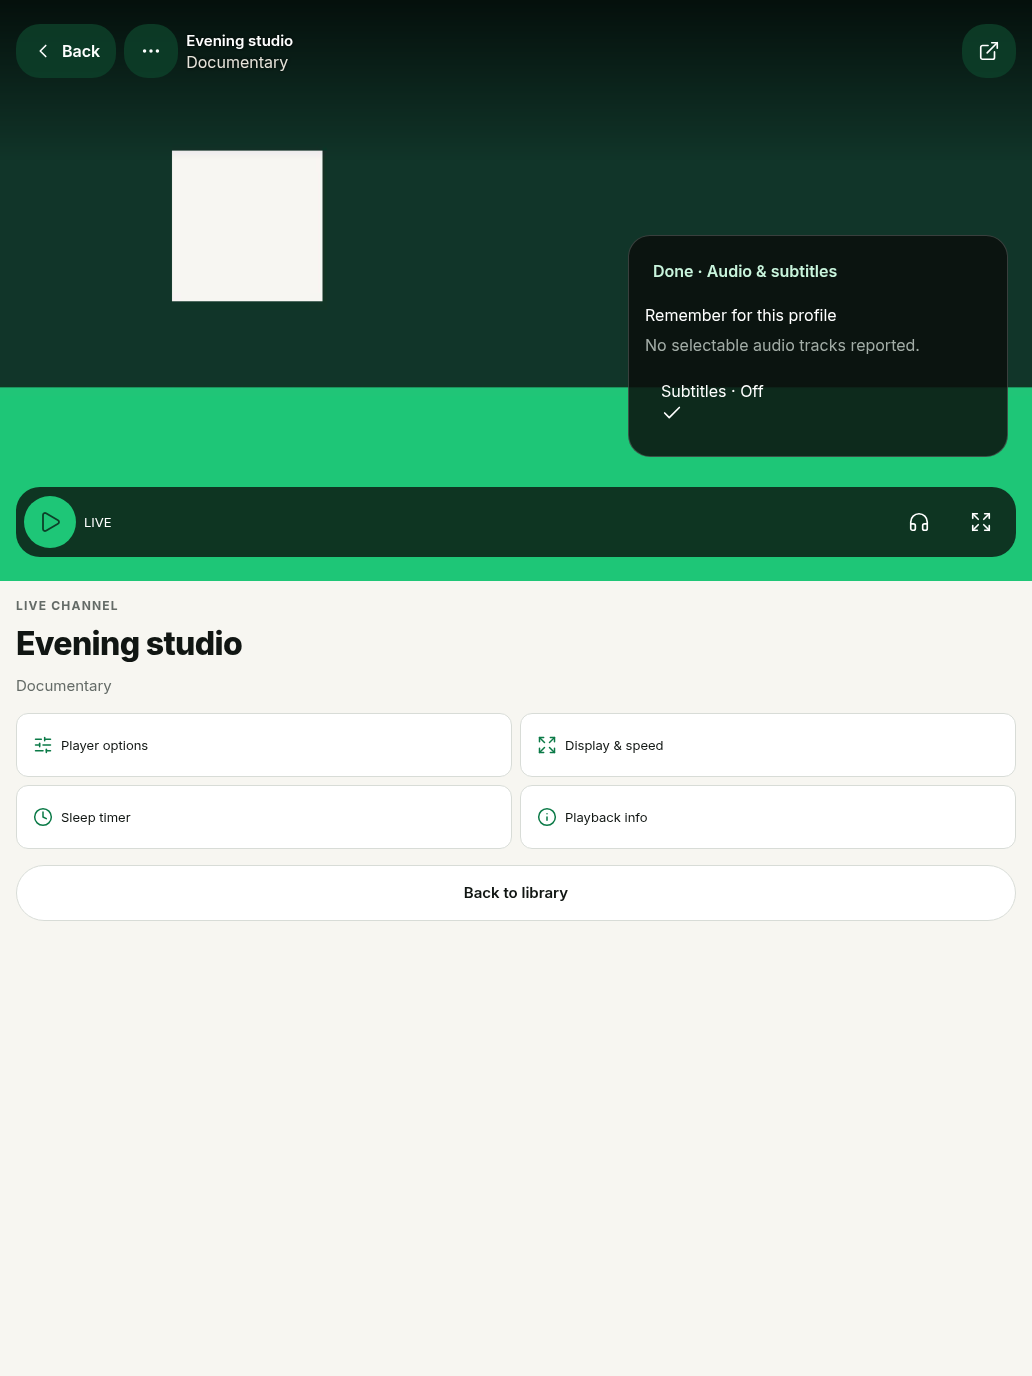 Back
Evening studio
Documentary
Done · Audio & subtitles
Remember for this profile
No selectable audio tracks reported.
Subtitles · Off
LIVE
LIVE CHANNEL
Evening studio
Documentary
Player options
Display & speed
Sleep timer
Playback info
Back to library